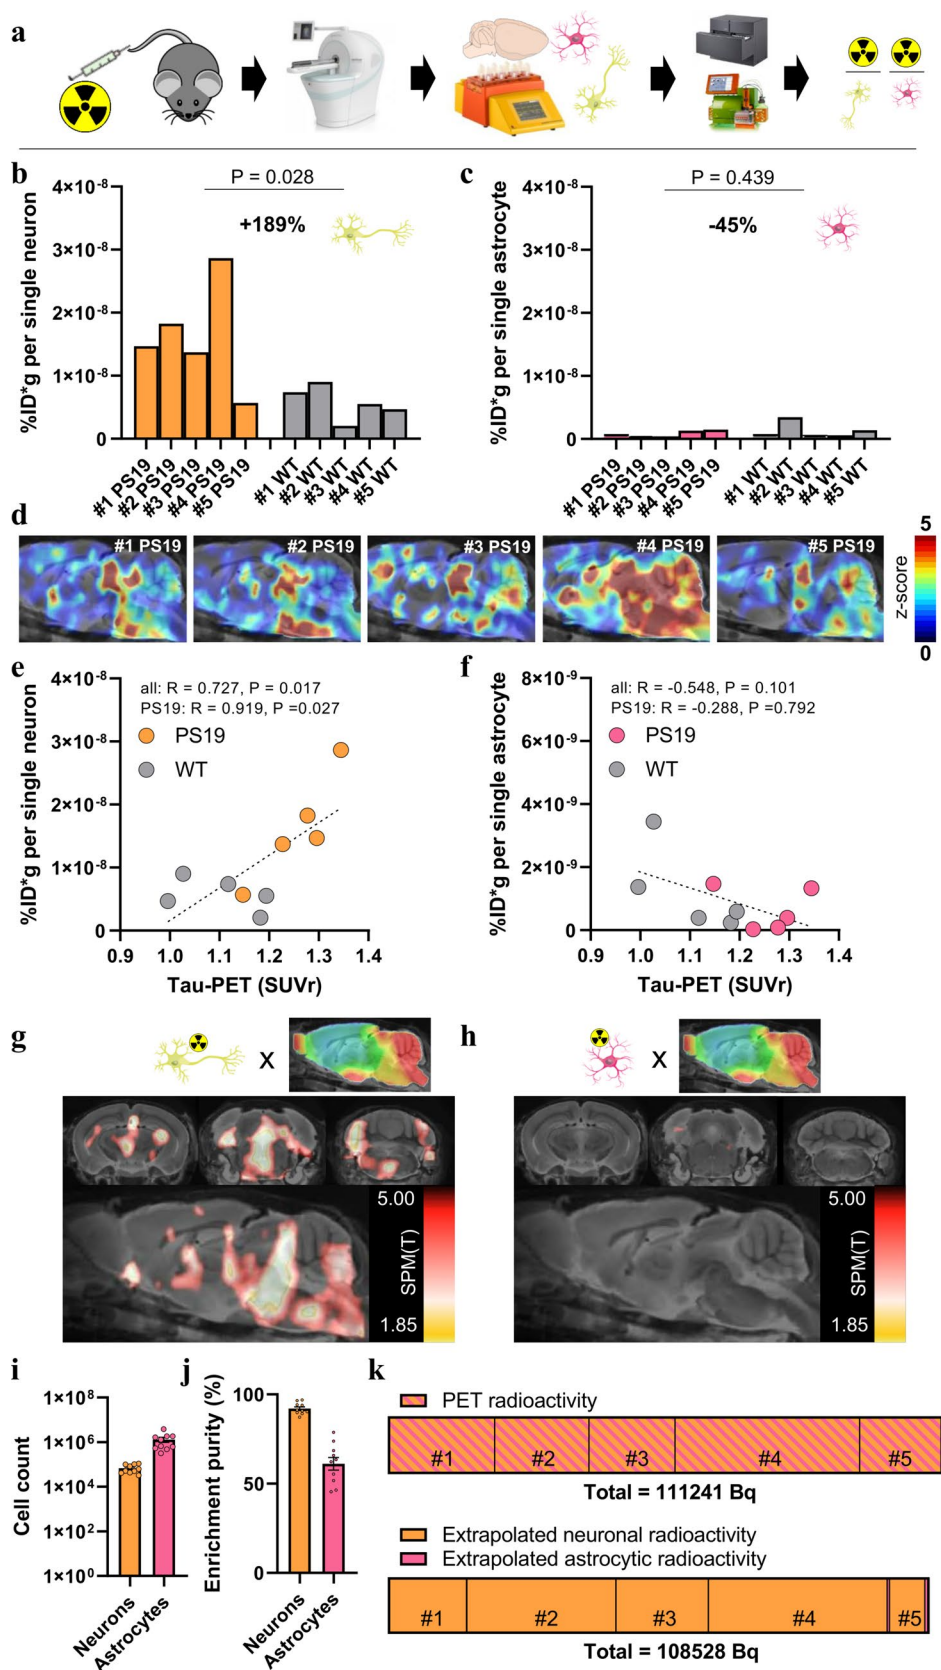 a
b
4×10⁻⁸
3×10⁻⁸
2×10⁻⁸
1×10⁻⁸
0
%ID*g per single neuron
P = 0.028
+189%
#1 PS19
#2 PS19
#3 PS19
#4 PS19
#5 PS19
#1 WT
#2 WT
#3 WT
#4 WT
#5 WT
c
4×10⁻⁸
3×10⁻⁸
2×10⁻⁸
1×10⁻⁸
0
%ID*g per single astrocyte
P = 0.439
-45%
#1 PS19
#2 PS19
#3 PS19
#4 PS19
#5 PS19
#1 WT
#2 WT
#3 WT
#4 WT
#5 WT
d
#1 PS19
#2 PS19
#3 PS19
#4 PS19
#5 PS19
5
z-score
0
e
4×10⁻⁸
3×10⁻⁸
2×10⁻⁸
1×10⁻⁸
0
%ID*g per single neuron
all: R = 0.727, P = 0.017
PS19: R = 0.919, P =0.027
PS19
WT
0.9 1.0 1.1 1.2 1.3 1.4
Tau-PET (SUVr)
f
8×10⁻⁹
6×10⁻⁹
4×10⁻⁹
2×10⁻⁹
0
%ID*g per single astrocyte
all: R = -0.548, P = 0.101
PS19: R = -0.288, P =0.792
PS19
WT
0.9 1.0 1.1 1.2 1.3 1.4
Tau-PET (SUVr)
g
X
5.00
SPM(T)
1.85
h
X
5.00
SPM(T)
1.85
i
1×10⁸
1×10⁶
1×10⁴
1×10²
1×10⁰
Cell count
Neurons
Astrocytes
j
100
50
0
Enrichment purity (%)
Neurons
Astrocytes
k
PET radioactivity
#1 #2 #3 #4 #5
Total = 111241 Bq
Extrapolated neuronal radioactivity
Extrapolated astrocytic radioactivity
#1 #2 #3 #4 #5
Total = 108528 Bq